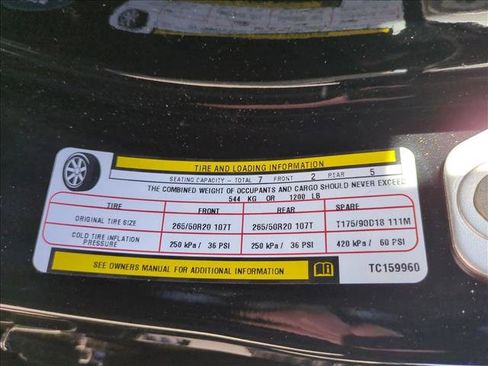 TIRE AND LOADING INFORMATION
SEATING CAPACITY - TOTAL 7 FRONT 2 REAR 5
THE COMBINED WEIGHT OF OCCUPANTS AND CARGO SHOULD NEVER EXCEED
544 KG OR 1200 LB
TIRE FRONT REAR SPARE
ORIGINAL TIRE SIZE 265/50R20 107T 265/50R20 107T T175/90D18 111M
COLD TIRE INFLATION PRESSURE 250 kPa / 36 PSI 250 kPa / 36 PSI 420 kPa / 60 PSI
SEE OWNERS MANUAL FOR ADDITIONAL INFORMATION
TC159960